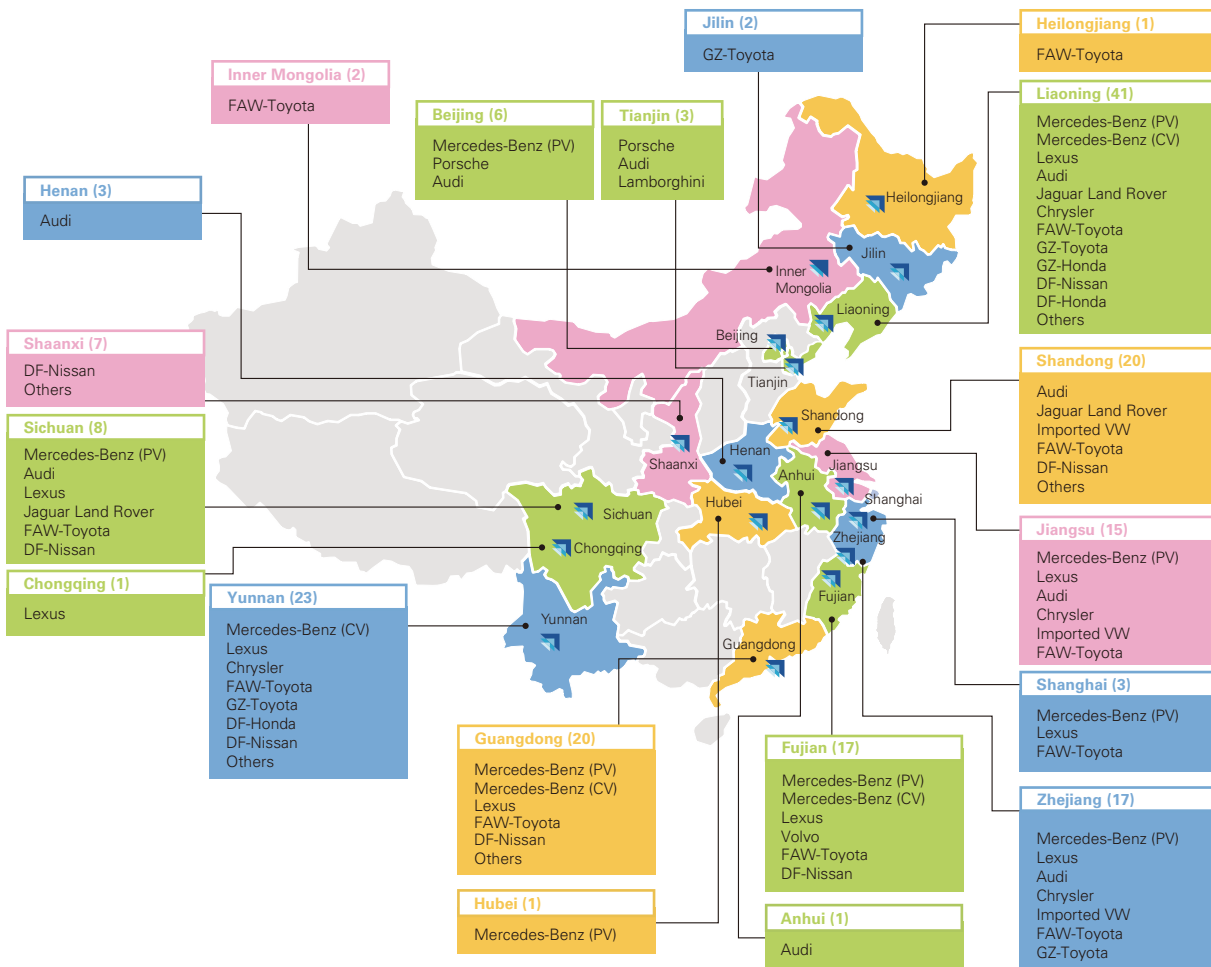 Jilin (2)
GZ-Toyota
Heilongjiang (1)
FAW-Toyota
Inner Mongolia (2)
FAW-Toyota
Beijing (6)
Mercedes-Benz (PV)
Porsche
Audi
Tianjin (3)
Porsche
Audi
Lamborghini
Liaoning (41)
Mercedes-Benz (PV)
Mercedes-Benz (CV)
Lexus
Audi
Jaguar Land Rover
Chrysler
FAW-Toyota
GZ-Toyota
GZ-Honda
DF-Nissan
DF-Honda
Others
Henan (3)
Audi
Heilongjiang
Jilin
Inner
Mongolia
Liaoning
Beijing
Tianjin
Shandong
Henan
Shaanxi
Jiangsu
Anhui
Shanghai
Hubei
Sichuan
Zhejiang
Chongqing
Fujian
Yunnan
Guangdong
Shaanxi (7)
DF-Nissan
Others
Sichuan (8)
Mercedes-Benz (PV)
Audi
Lexus
Jaguar Land Rover
FAW-Toyota
DF-Nissan
Chongqing (1)
Lexus
Yunnan (23)
Mercedes-Benz (CV)
Lexus
Chrysler
FAW-Toyota
GZ-Toyota
DF-Honda
DF-Nissan
Others
Shandong (20)
Audi
Jaguar Land Rover
Imported VW
FAW-Toyota
DF-Nissan
Others
Jiangsu (15)
Mercedes-Benz (PV)
Lexus
Audi
Chrysler
Imported VW
FAW-Toyota
Shanghai (3)
Mercedes-Benz (PV)
Lexus
FAW-Toyota
Guangdong (20)
Mercedes-Benz (PV)
Mercedes-Benz (CV)
Lexus
FAW-Toyota
DF-Nissan
Others
Hubei (1)
Mercedes-Benz (PV)
Fujian (17)
Mercedes-Benz (PV)
Mercedes-Benz (CV)
Lexus
Volvo
FAW-Toyota
DF-Nissan
Anhui (1)
Audi
Zhejiang (17)
Mercedes-Benz (PV)
Lexus
Audi
Chrysler
Imported VW
FAW-Toyota
GZ-Toyota